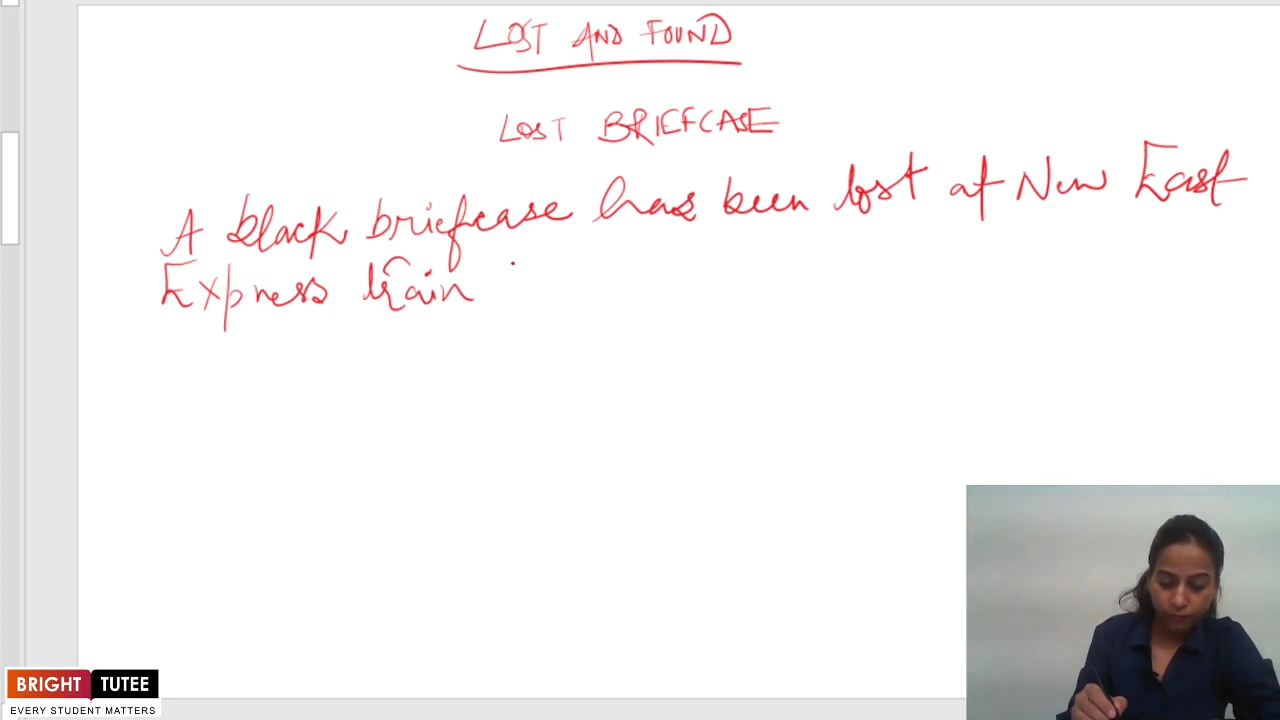 LOST AND FOUND
LOST BRIEFCASE
A black briefcase has been lost at New East
Express train
BRIGHT TUTEE
EVERY STUDENT MATTERS